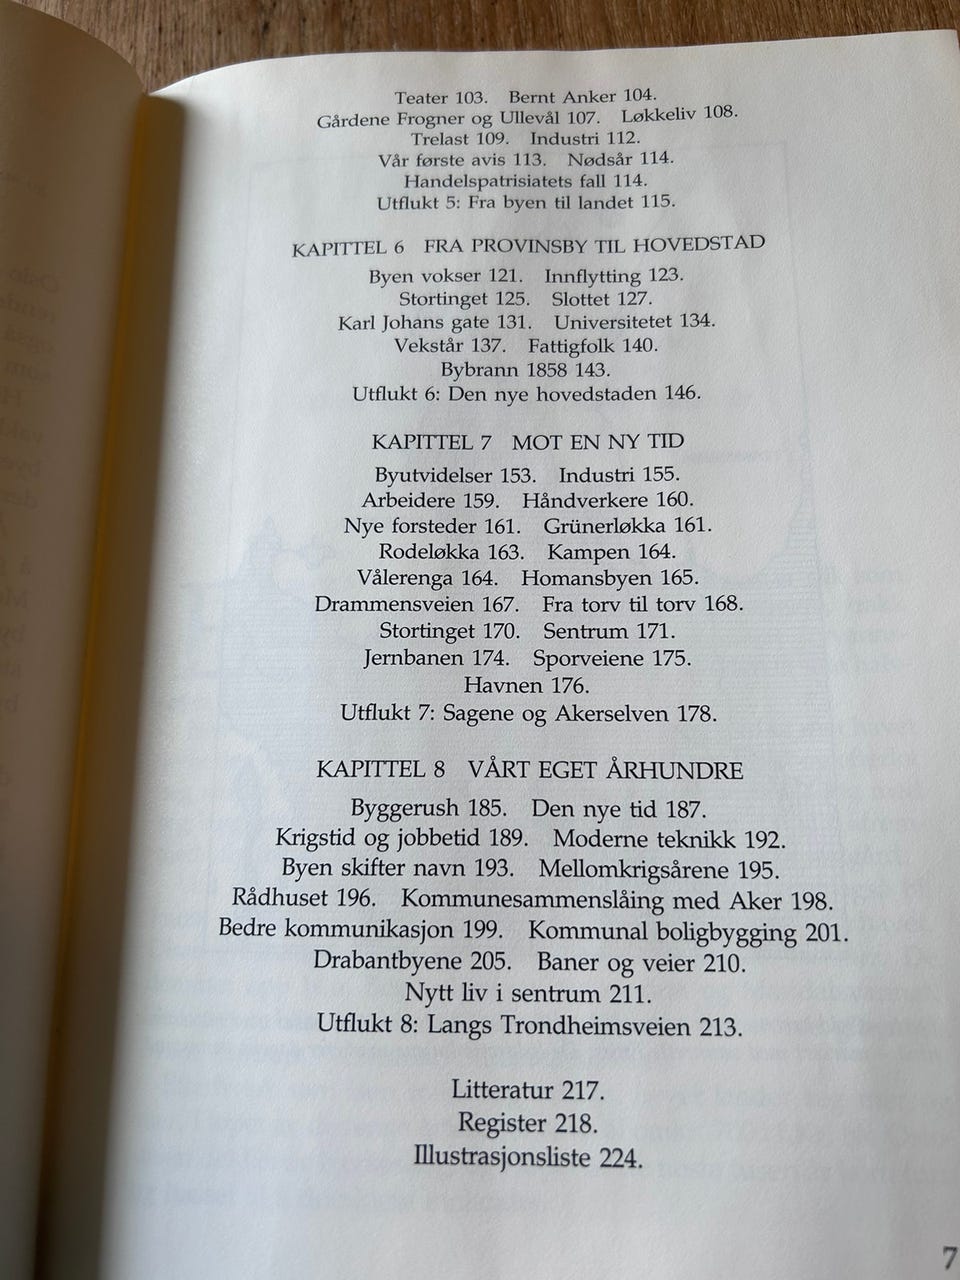 Teater 103. Bernt Anker 104.
Gårdene Frogner og Ullevål 107. Løkkeliv 108.
Trelast 109. Industri 112.
Vår første avis 113. Nødsår 114.
Handelspatrisiatets fall 114.
Utflukt 5: Fra byen til landet 115.
KAPITTEL 6 FRA PROVINSBY TIL HOVEDSTAD
Byen vokser 121. Innflytting 123.
Stortinget 125. Slottet 127.
Karl Johans gate 131. Universitetet 134.
Vekstår 137. Fattigfolk 140.
Bybrann 1858 143.
Utflukt 6: Den nye hovedstaden 146.
KAPITTEL 7 MOT EN NY TID
Byutvidelser 153. Industri 155.
Arbeidere 159. Håndverkere 160.
Nye forsteder 161. Grünerløkka 161.
Rodeløkka 163. Kampen 164.
Vålerenga 164. Homansbyen 165.
Drammensveien 167. Fra torv til torv 168.
Stortinget 170. Sentrum 171.
Jernbanen 174. Sporveiene 175.
Havnen 176.
Utflukt 7: Sagene og Akerselven 178.
KAPITTEL 8 VÅRT EGET ÅRHUNDRE
Byggerush 185. Den nye tid 187.
Krigstid og jobbetid 189. Moderne teknikk 192.
Byen skifter navn 193. Mellomkrigsårene 195.
Rådhuset 196. Kommunesammenslåing med Aker 198.
Bedre kommunikasjon 199. Kommunal boligbygging 201.
Drabantbyene 205. Baner og veier 210.
Nytt liv i sentrum 211.
Utflukt 8: Langs Trondheimsveien 213.
Litteratur 217.
Register 218.
Illustrasjonsliste 224.
7